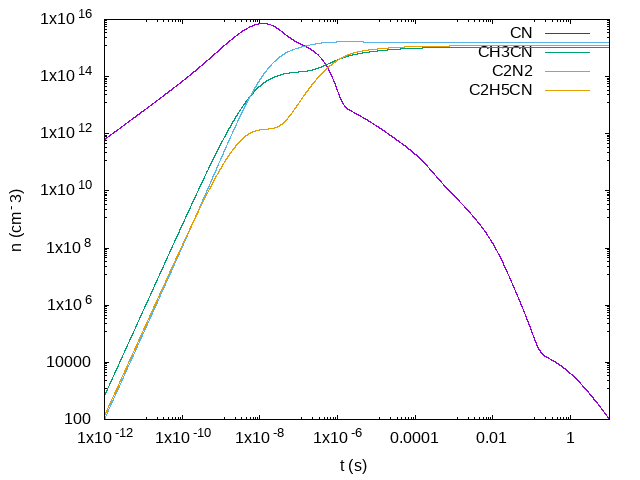 1x10^16
1x10^14
1x10^12
1x10^10
1x10^8
1x10^6
10000
100
n (cm^-3)
CN
CH3CN
C2N2
C2H5CN
1x10^-12 1x10^-10 1x10^-8 1x10^-6 0.0001 0.01 1
t (s)